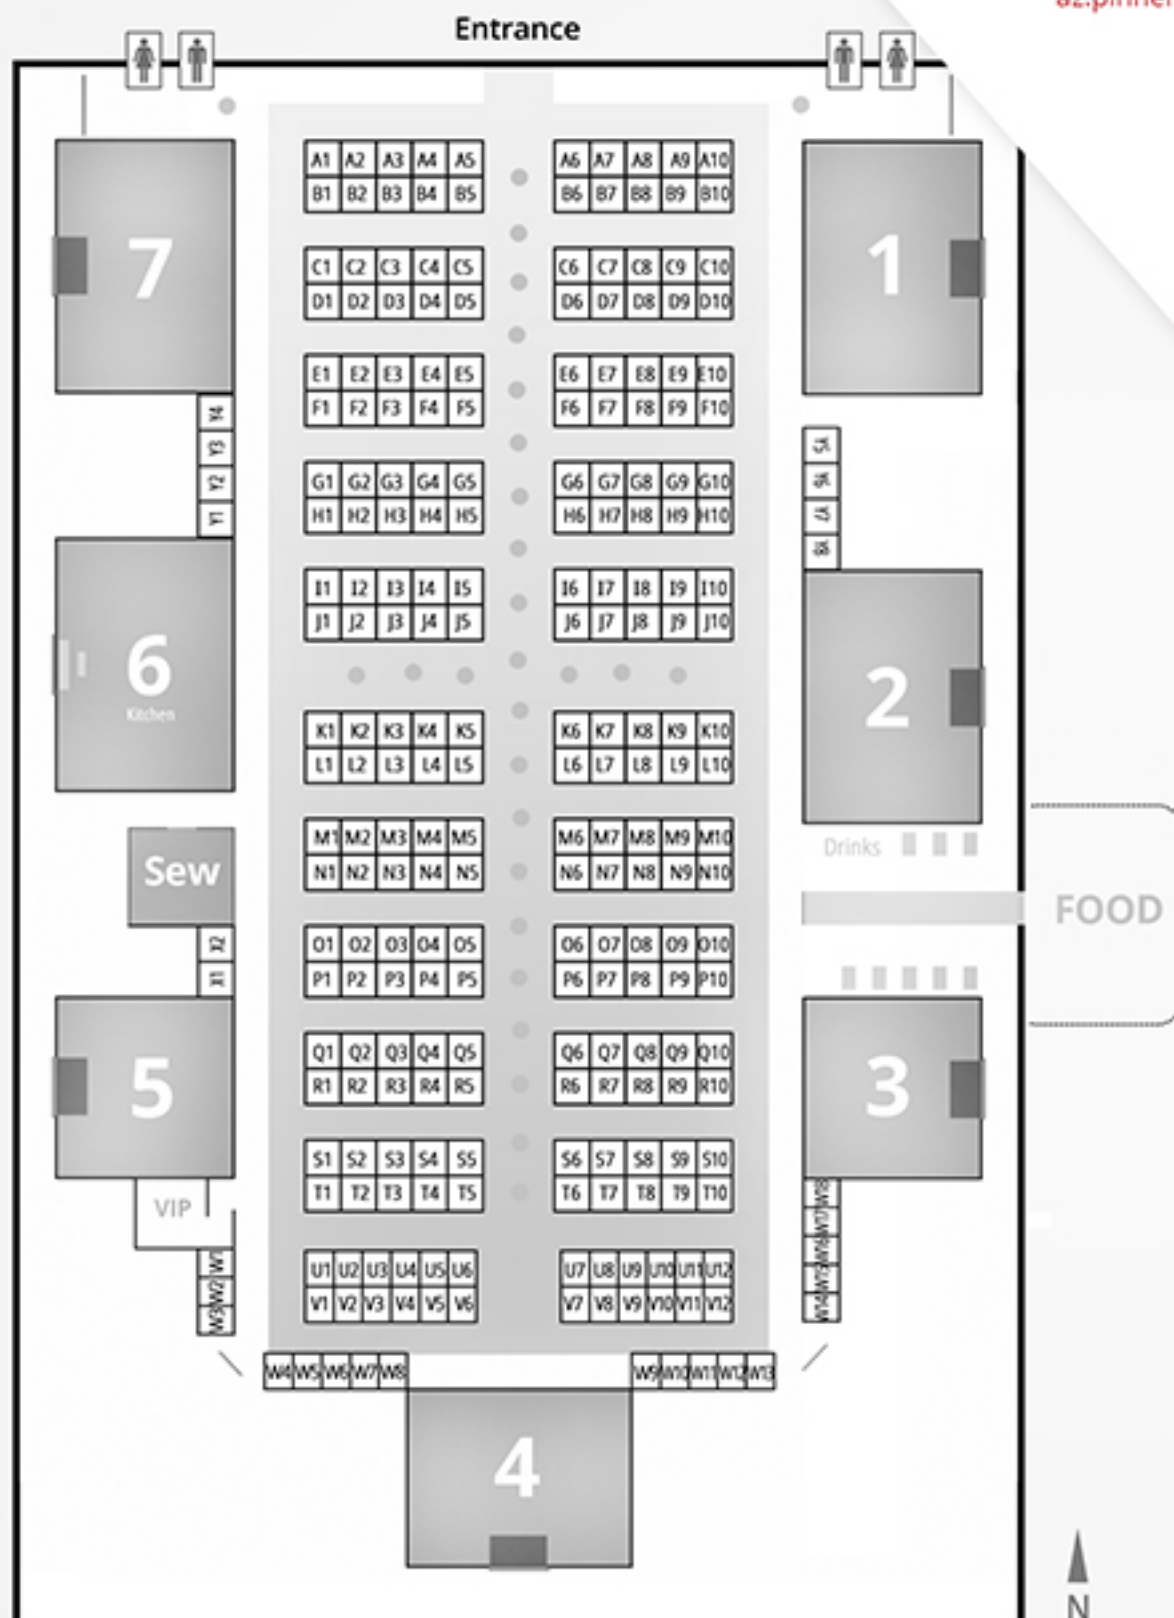 Entrance
A1 A2 A3 A4 A5 A6 A7 A8 A9 A10
B1 B2 B3 B4 B5 B6 B7 B8 B9 B10
7
1
C1 C2 C3 C4 C5 C6 C7 C8 C9 C10
D1 D2 D3 D4 D5 D6 D7 D8 D9 D10
E1 E2 E3 E4 E5 E6 E7 E8 E9 E10
F1 F2 F3 F4 F5 F6 F7 F8 F9 F10
Y4
Y3
Y2
Y1
Y5
Y6
Y7
Y8
G1 G2 G3 G4 G5 G6 G7 G8 G9 G10
H1 H2 H3 H4 H5 H6 H7 H8 H9 H10
I1 I2 I3 I4 I5 I6 I7 I8 I9 I10
J1 J2 J3 J4 J5 J6 J7 J8 J9 J10
6
Kitchen
2
K1 K2 K3 K4 K5 K6 K7 K8 K9 K10
L1 L2 L3 L4 L5 L6 L7 L8 L9 L10
M1 M2 M3 M4 M5 M6 M7 M8 M9 M10
N1 N2 N3 N4 N5 N6 N7 N8 N9 N10
Sew
Drinks
FOOD
X2
X1
O1 O2 O3 O4 O5 O6 O7 O8 O9 O10
P1 P2 P3 P4 P5 P6 P7 P8 P9 P10
Q1 Q2 Q3 Q4 Q5 Q6 Q7 Q8 Q9 Q10
R1 R2 R3 R4 R5 R6 R7 R8 R9 R10
5
3
S1 S2 S3 S4 S5 S6 S7 S8 S9 S10
T1 T2 T3 T4 T5 T6 T7 T8 T9 T10
VIP
W1
W2
W3
W18
W17
W16
W15
W14
U1 U2 U3 U4 U5 U6 U7 U8 U9 U10 U11 U12
V1 V2 V3 V4 V5 V6 V7 V8 V9 V10 V11 V12
W4 W5 W6 W7 W8 W9 W10 W11 W12 W13
4
N